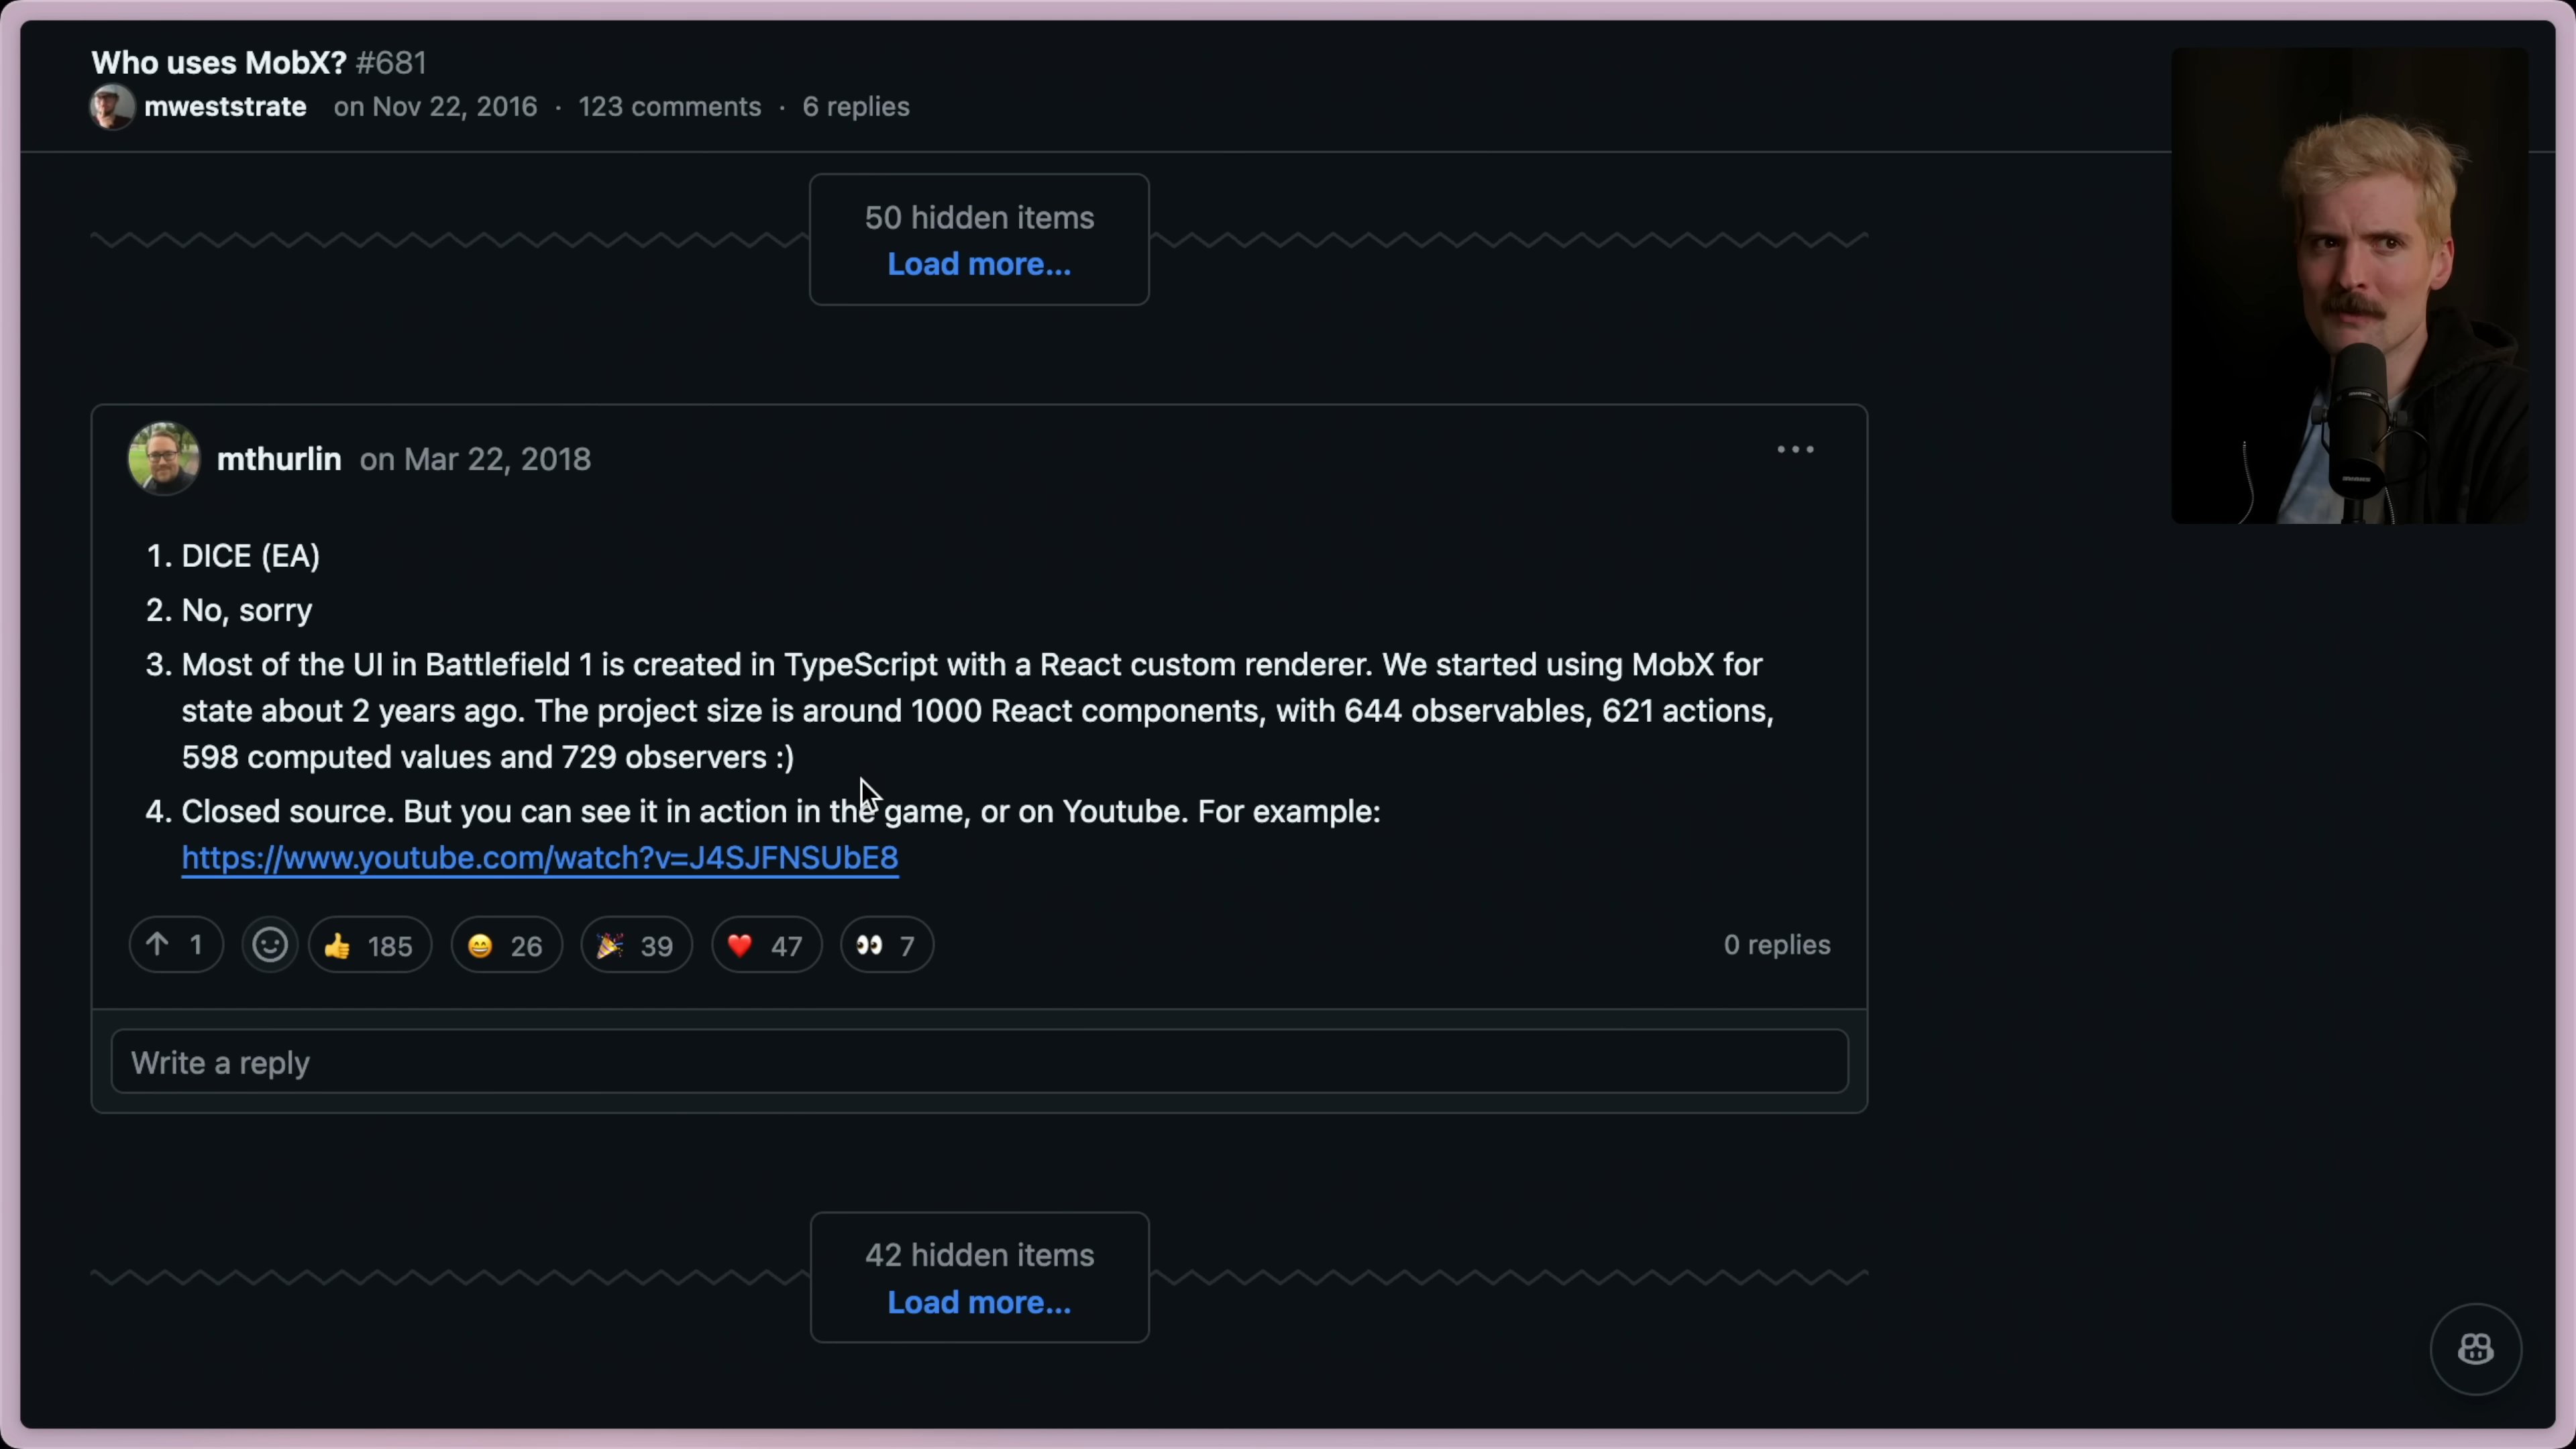 Who uses MobX? #681
mweststrate on Nov 22, 2016 · 123 comments · 6 replies
50 hidden items
Load more...
mthurlin on Mar 22, 2018
1. DICE (EA)
2. No, sorry
3. Most of the UI in Battlefield 1 is created in TypeScript with a React custom renderer. We started using MobX for
state about 2 years ago. The project size is around 1000 React components, with 644 observables, 621 actions,
598 computed values and 729 observers :)
4. Closed source. But you can see it in action in the game, or on Youtube. For example:
https://www.youtube.com/watch?v=J4SJFNSUbE8
↑ 1 👍 185 😄 26 🎉 39 ❤️ 47 👀 7 0 replies
Write a reply
42 hidden items
Load more...